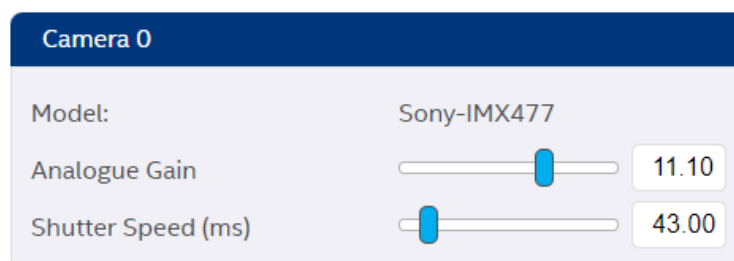 Camera 0
Model: Sony-IMX477
Analogue Gain 11.10
Shutter Speed (ms) 43.00